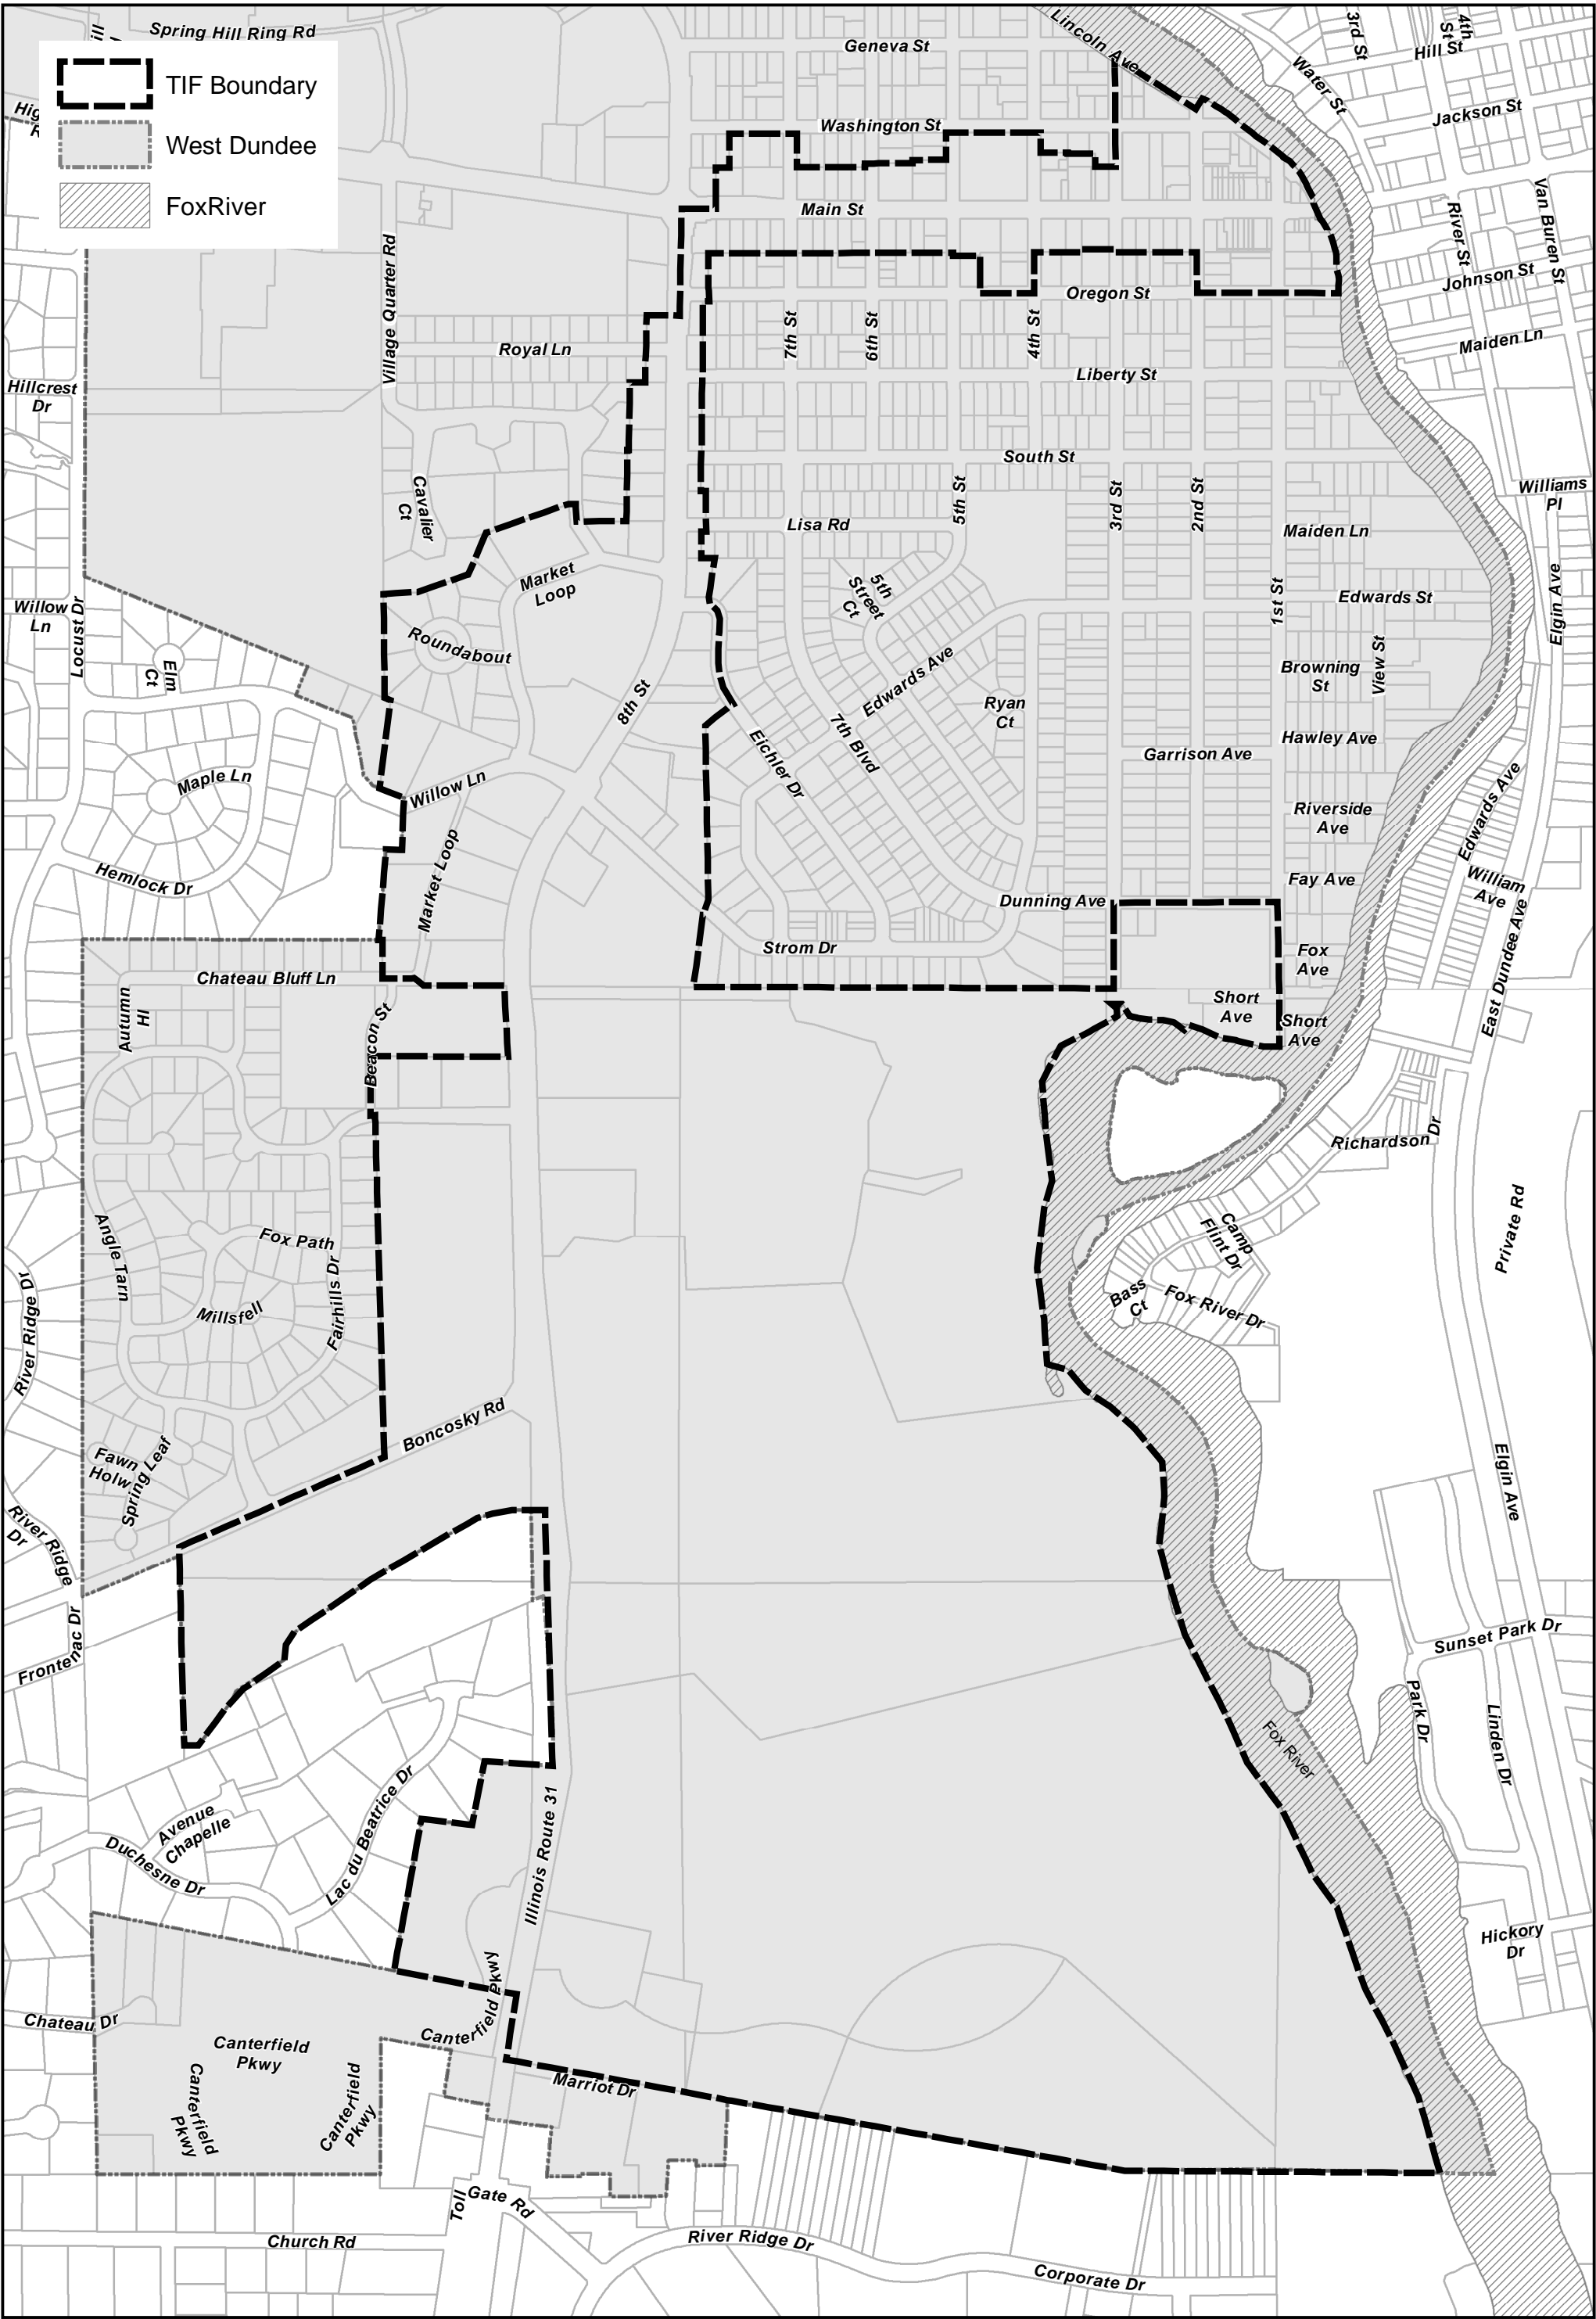 Spring Hill Ring Rd
Geneva St
Lincoln Ave
3rd St
4th
St
Hill St
Water St
Jackson St
TIF Boundary
West Dundee
FoxRiver
Washington St
Main St
Van Buren St
River St
Johnson St
Maiden Ln
Village Quarter Rd
Oregon St
Royal Ln
7th St
6th St
4th St
Liberty St
Hillcrest
Dr
South St
Cavalier
Ct
5th St
3rd St
2nd St
Williams
Pl
Lisa Rd
Maiden Ln
Market
Loop
5th
Street
Ct
1st St
Edwards St
Elgin Ave
Willow
Ln
Locust Dr
Roundabout
Elm
Ct
Edwards Ave
Browning
St
View St
8th St
Ryan
Ct
7th Blvd
Eichler Dr
Hawley Ave
Garrison Ave
Maple Ln
Willow Ln
Riverside
Ave
Edwards Ave
Market Loop
Hemlock Dr
Fay Ave
William
Ave
Dunning Ave
Strom Dr
Fox
Ave
East Dundee Ave
Chateau Bluff Ln
Autumn
Hl
Beacon St
Short
Ave
Short
Ave
Richardson Dr
Private Rd
Angle Tarn
Fox Path
Fairhills Dr
Millsfell
Camp
Flint Dr
Bass
Ct
Fox River Dr
River Ridge Dr
Boncosky Rd
Fawn
Holw
Spring Leaf
Elgin Ave
River Ridge
Dr
Frontenac Dr
Sunset Park Dr
Park Dr
Linden Dr
Fox River
Avenue
Chapelle
Duchesne Dr
Lac du Beatrice Dr
Illinois Route 31
Hickory
Dr
Chateau Dr
Canterfield
Pkwy
Canterfield Pkwy
Canterfield
Pkwy
Canterfield
Pkwy
Marriot Dr
Toll
Gate Rd
Church Rd
River Ridge Dr
Corporate Dr